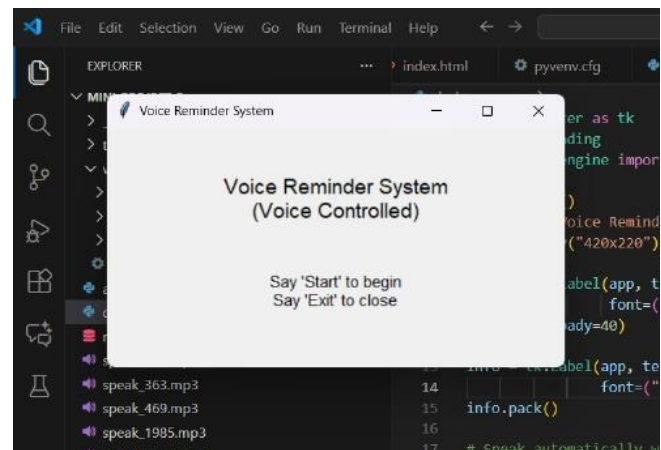 File Edit Selection View Go Run Terminal Help
EXPLORER
index.html
pyvenv.cfg
Voice Reminder System
er as tk
ding
engine impor
)
Voice Remind
("420x220")
Voice Reminder System
(Voice Controlled)
abel(app, t
font=(
ady=40)
Say 'Start' to begin
Say 'Exit' to close
abel(app, te
speak_363.mp3
14 font=("
speak_469.mp3
15 info.pack()
16
speak_1985.mp3
17 # Speak automatically w